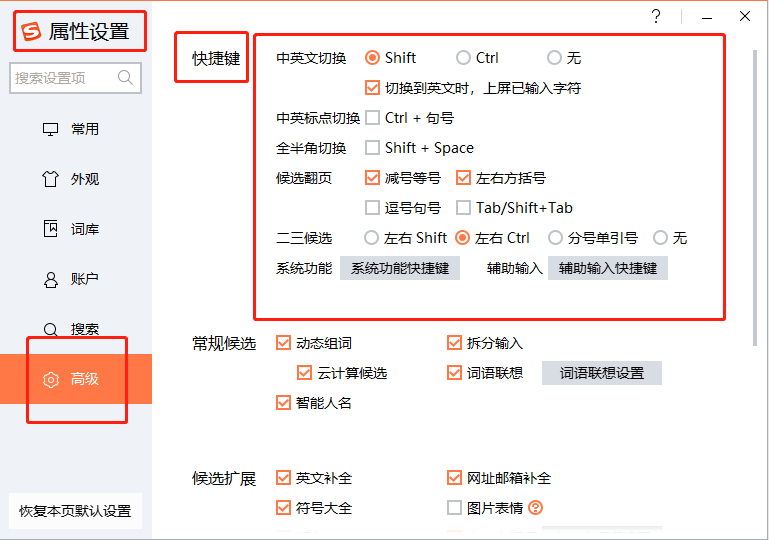 属性设置
?
搜索设置项
常用
外观
词库
账户
搜索
高级
恢复本页默认设置
快捷键
中英文切换 Shift Ctrl 无
切换到英文时，上屏已输入字符
中英标点切换 Ctrl + 句号
全半角切换 Shift + Space
候选翻页 减号等号 左右方括号
逗号句号 Tab/Shift+Tab
二三候选 左右 Shift 左右 Ctrl 分号单引号 无
系统功能 系统功能快捷键 辅助输入 辅助输入快捷键
常规候选 动态组词 拆分输入
云计算候选 词语联想 词语联想设置
智能人名
候选扩展 英文补全 网址邮箱补全
符号大全 图片表情 ?